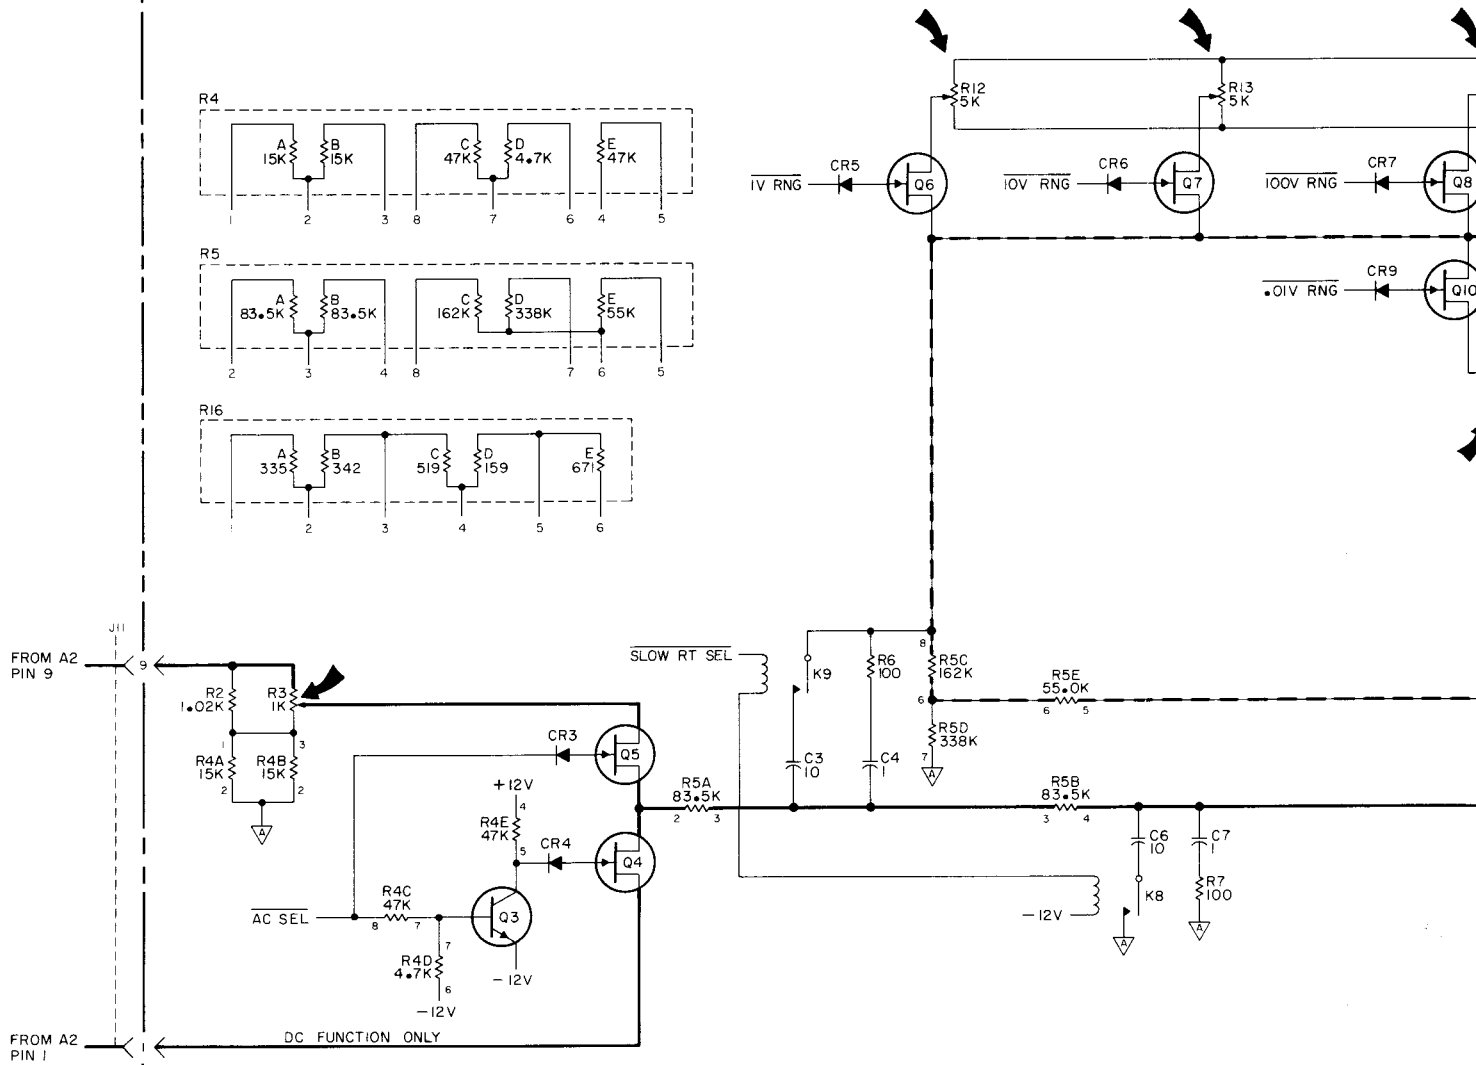 R12
5K
R13
5K
R4
A
15K
B
15K
C
47K
D
4.7K
E
47K
1 2 3 8 7 6 4 5
CR5
1V RNG
Q6
CR6
10V RNG
Q7
CR7
100V RNG
Q8
R5
A
83.5K
B
83.5K
C
162K
D
338K
E
55K
2 3 4 8 7 6 5
CR9
.01V RNG
Q10
R16
A
335
B
342
C
519
D
159
E
671
1 2 3 4 5 6
J11
FROM A2
PIN 9
9
R2
1.02K
R3
1K
1 3
R4A
15K
R4B
15K
2 2
A
SLOW RT SEL
K9
R6
100
8
R5C
162K
6
R5E
55.0K
6 5
R5D
338K
7
A
C3
10
C4
1
CR3
Q5
R5A
83.5K
2 3
R5B
83.5K
3 4
+12V
4
R4E
47K
5
CR4
Q4
C6
10
C7
1
K8
R7
100
A
A
-12V
AC SEL
R4C
47K
8 7
Q3
7
R4D
4.7K
6
-12V
-12V
DC FUNCTION ONLY
FROM A2
PIN 1
1